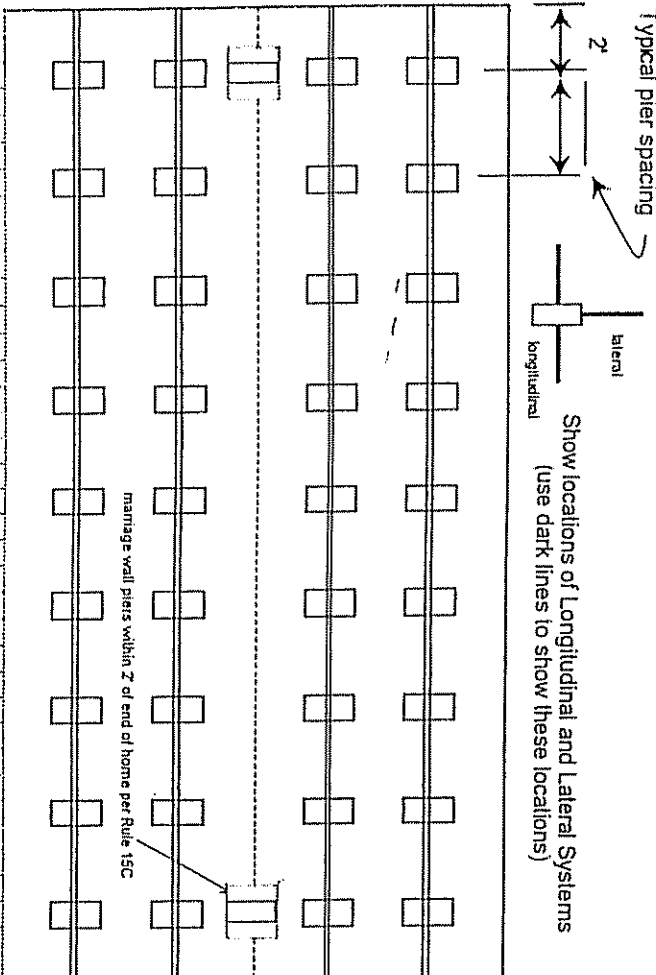 Typical pier spacing
2'
lateral
longitudinal
Show locations of Longitudinal and Lateral Systems
(use dark lines to show these locations)
marriage wall piers within 2' of end of home per Rule 15C